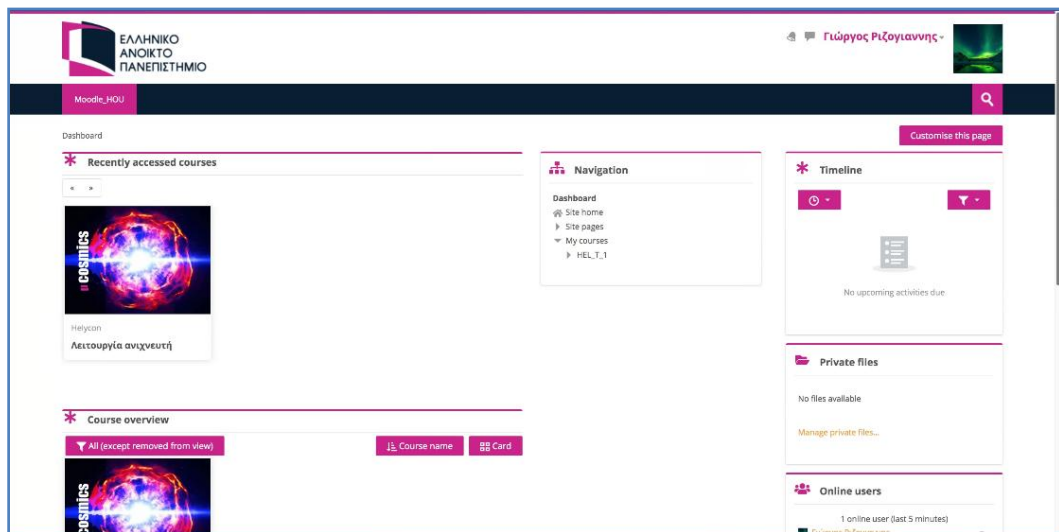 ΕΛΛΗΝΙΚΟ
ΑΝΟΙΚΤΟ
ΠΑΝΕΠΙΣΤΗΜΙΟ
Γιώργος Ριζογιαννης
Moodle_HOU
Dashboard
Customise this page
Recently accessed courses
« »
μcosmics
Helycon
Λειτουργία ανιχνευτή
Course overview
All (except removed from view)
Course name
Card
cosmics
Navigation
Dashboard
Site home
Site pages
My courses
HEL_T_1
Timeline
No upcoming activities due
Private files
No files available
Manage private files...
Online users
1 online user (last 5 minutes)